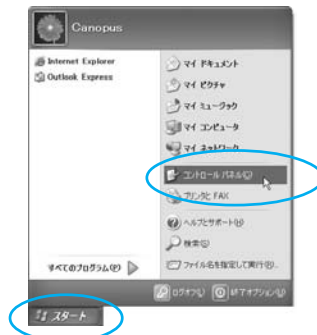 Canopus
Internet Explorer
Outlook Express
マイ ドキュメント
マイ ピクチャ
マイ ミュージック
マイ コンピュータ
マイ ネットワーク
コントロール パネル(C)
プリンタと FAX
ヘルプとサポート(H)
検索(S)
ファイル名を指定して実行(R)...
すべてのプログラム(P)
ログオフ(L)
終了オプション(U)
スタート